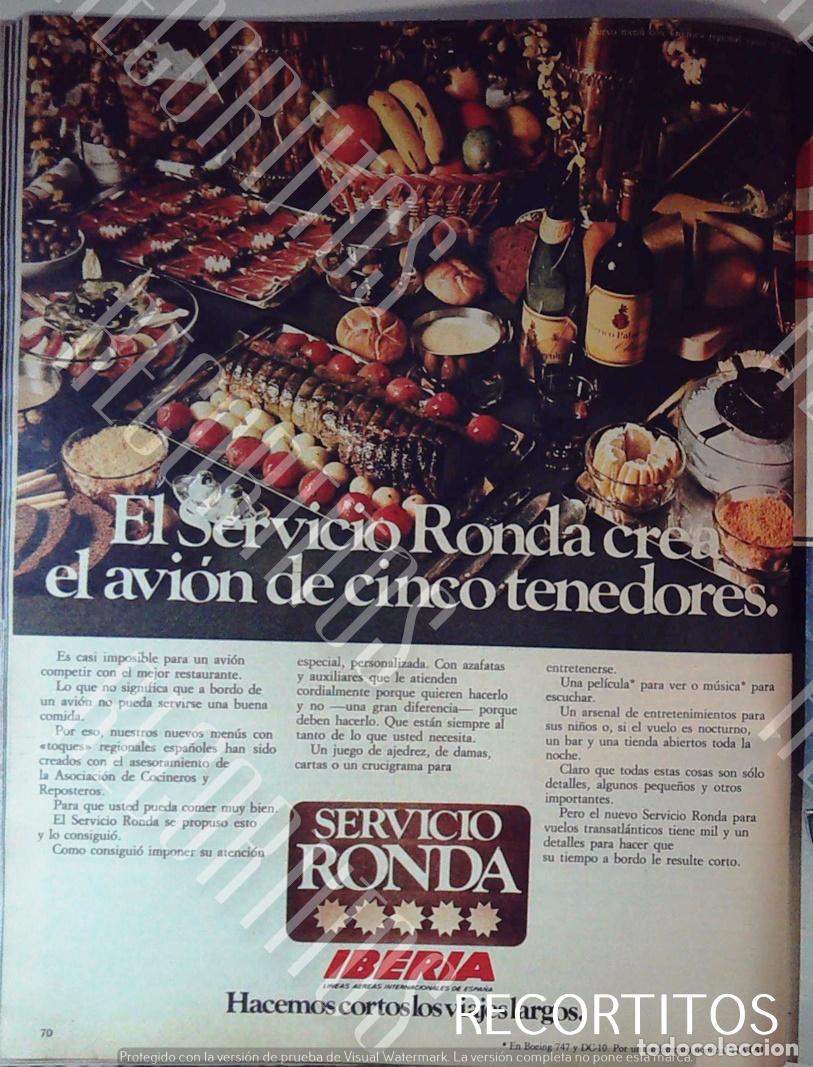 Nuevo menú con «toques» regional
El Servicio Ronda crea
el avión de cinco tenedores.
Es casi imposible para un avión
competir con el mejor restaurante.
Lo que no significa que a bordo de
un avión no pueda servirse una buena
comida.
Por eso, nuestros nuevos menús con
«toques» regionales españoles han sido
creados con el asesoramiento de
la Asociación de Cocineros y
Reposteros.
Para que usted pueda comer muy bien.
El Servicio Ronda se propuso esto
y lo consiguió.
Como consiguió imponer su atención
especial, personalizada. Con azafatas
y auxiliares que le atienden
cordialmente porque quieren hacerlo
y no —una gran diferencia— porque
deben hacerlo. Que están siempre al
tanto de lo que usted necesita.
Un juego de ajedrez, de damas,
cartas o un crucigrama para
entretenerse.
Una película* para ver o música* para
escuchar.
Un arsenal de entretenimientos para
sus niños o, si el vuelo es nocturno,
un bar y una tienda abiertos toda la
noche.
Claro que todas estas cosas son sólo
detalles, algunos pequeños y otros
importantes.
Pero el nuevo Servicio Ronda para
vuelos transatlánticos tiene mil y un
detalles para hacer que
su tiempo a bordo le resulte corto.
SERVICIO
RONDA
IBERIA
LINEAS AEREAS INTERNACIONALES DE ESPAÑA
Hacemos cortos los viajes largos.
RECORTITOS
70
* En Boeing 747 y DC-10. Por
todocoleccion
Protegido con la versión de prueba de Visual Watermark. La versión completa no pone esta marca.